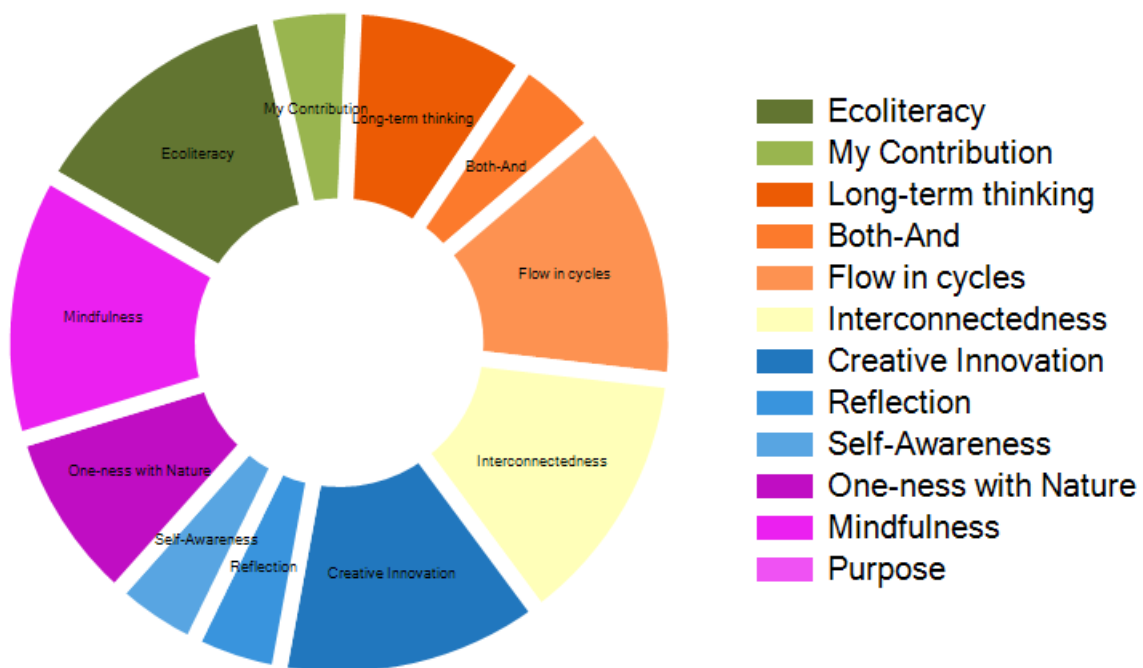 My Contribution
Long-term thinking
Ecoliteracy
Both-And
Flow in cycles
Mindfulness
Interconnectedness
One-ness with Nature
Self-Awareness
Reflection
Creative Innovation
Ecoliteracy
My Contribution
Long-term thinking
Both-And
Flow in cycles
Interconnectedness
Creative Innovation
Reflection
Self-Awareness
One-ness with Nature
Mindfulness
Purpose